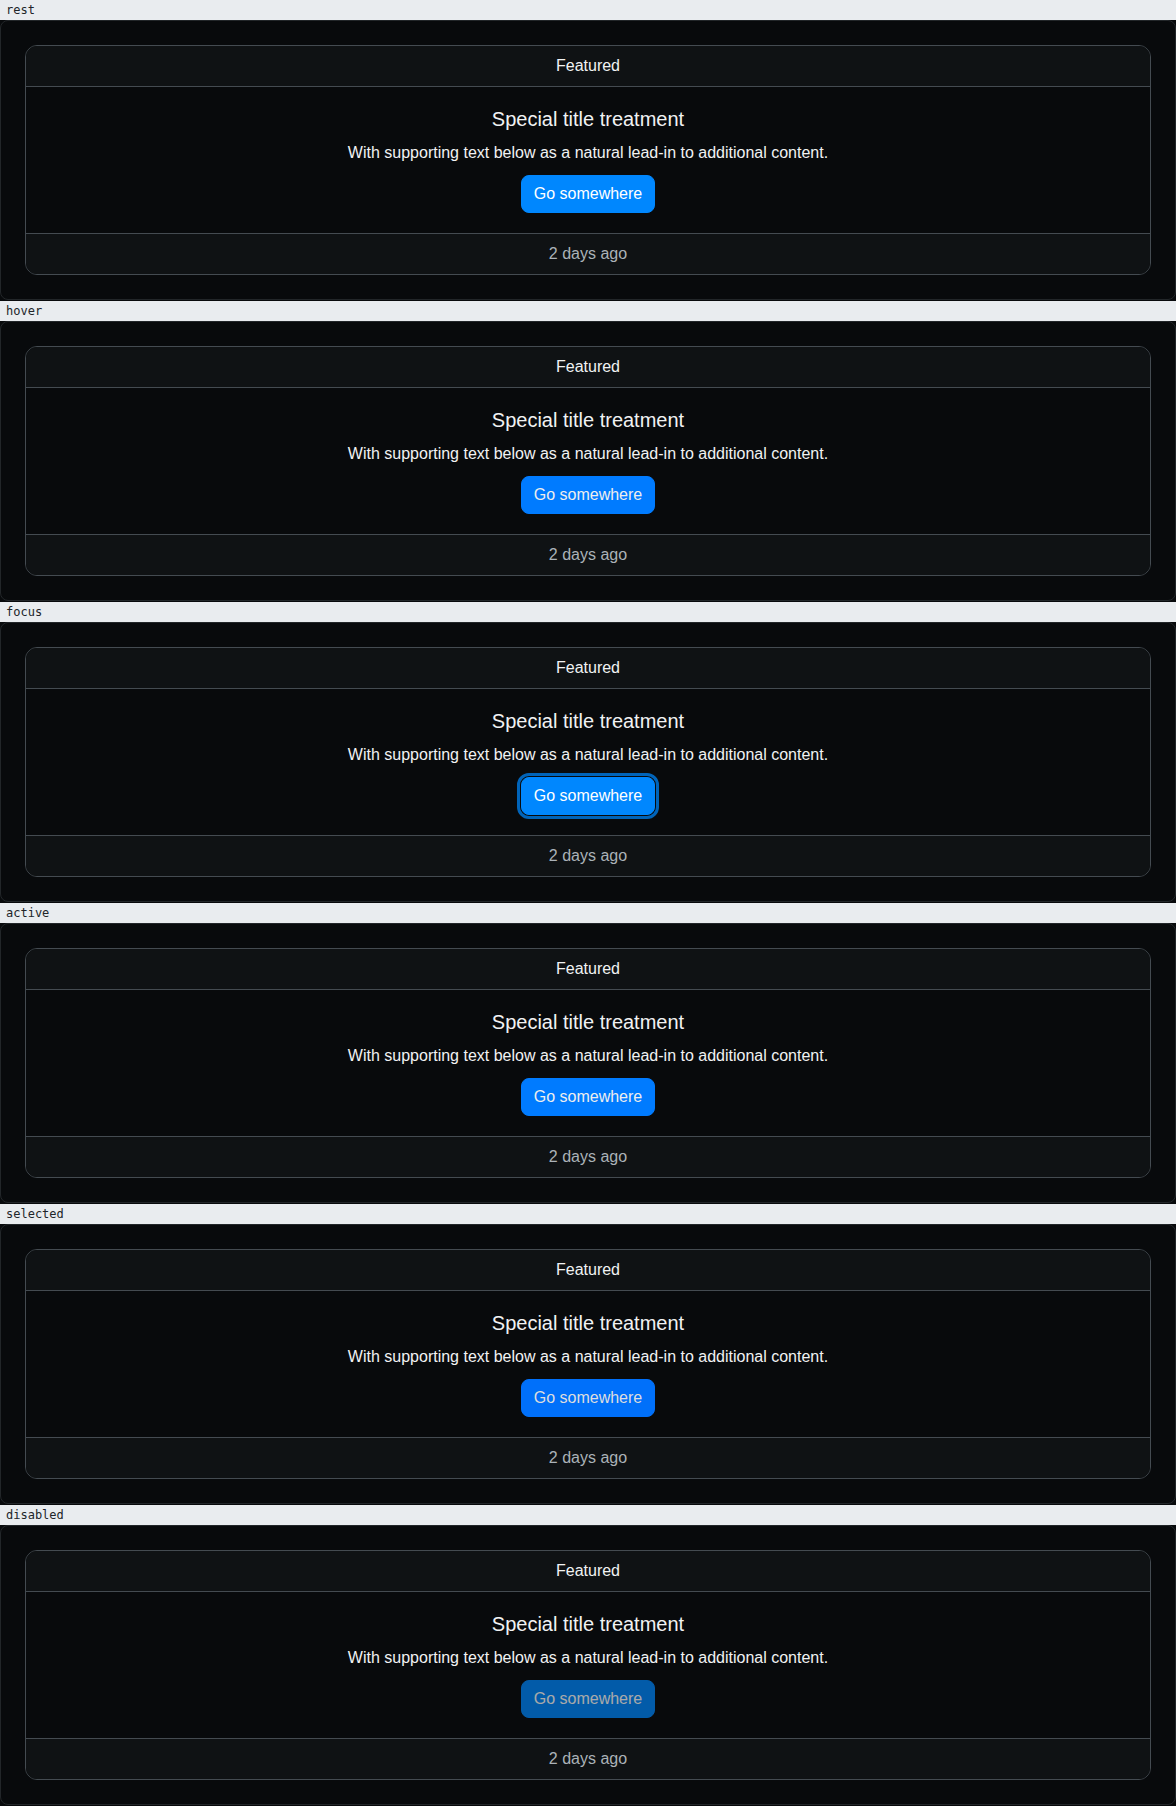 rest
Featured
Special title treatment
With supporting text below as a natural lead-in to additional content.
Go somewhere
2 days ago
hover
Featured
Special title treatment
With supporting text below as a natural lead-in to additional content.
Go somewhere
2 days ago
focus
Featured
Special title treatment
With supporting text below as a natural lead-in to additional content.
Go somewhere
2 days ago
active
Featured
Special title treatment
With supporting text below as a natural lead-in to additional content.
Go somewhere
2 days ago
selected
Featured
Special title treatment
With supporting text below as a natural lead-in to additional content.
Go somewhere
2 days ago
disabled
Featured
Special title treatment
With supporting text below as a natural lead-in to additional content.
Go somewhere
2 days ago